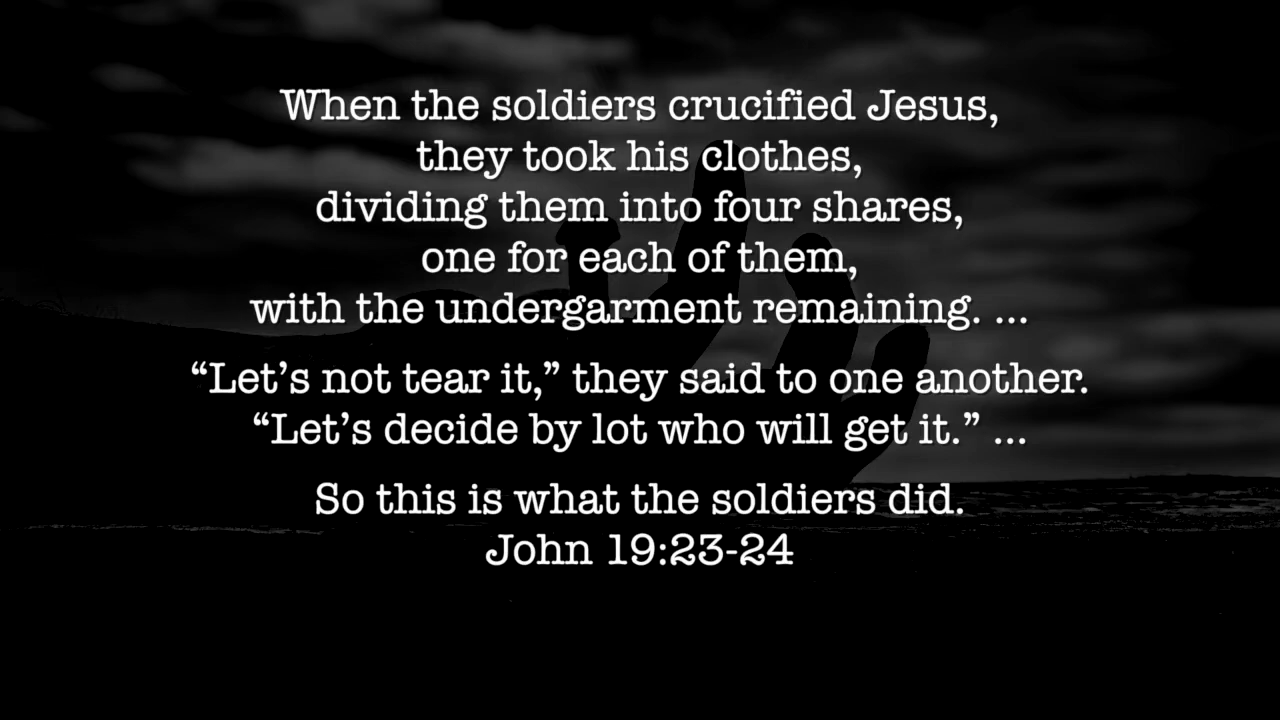 When the soldiers crucified Jesus,
they took his clothes,
dividing them into four shares,
one for each of them,
with the undergarment remaining. ...
“Let’s not tear it,” they said to one another.
“Let’s decide by lot who will get it.” ...
So this is what the soldiers did.
John 19:23-24